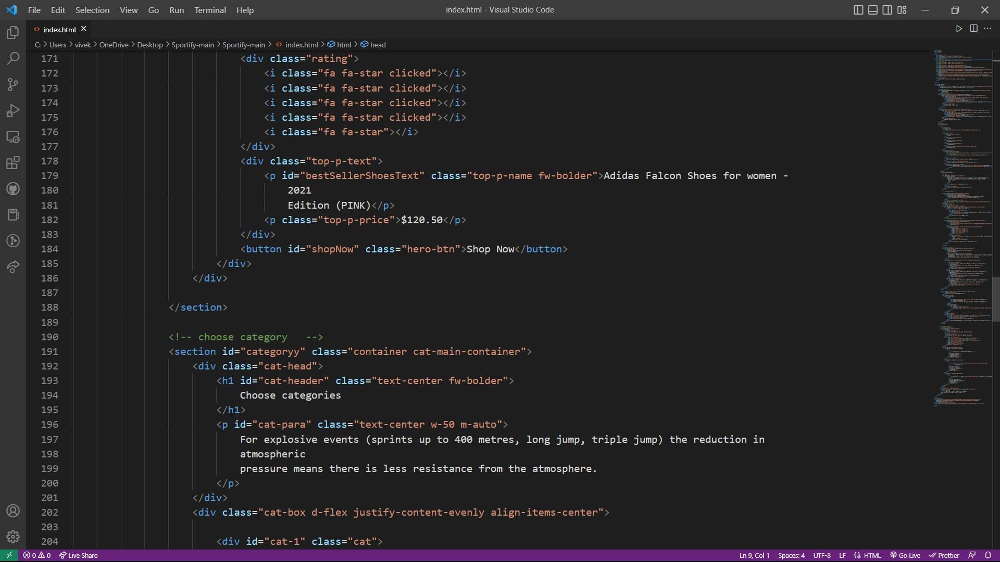 File Edit Selection View Go Run Terminal Help
index.html - Visual Studio Code
index.html
C: > Users > vivek > OneDrive > Desktop > Sportify-main > Sportify-main > index.html > html > head
171 <div class="rating">
172 <i class="fa fa-star clicked"></i>
173 <i class="fa fa-star clicked"></i>
174 <i class="fa fa-star clicked"></i>
175 <i class="fa fa-star clicked"></i>
176 <i class="fa fa-star"></i>
177 </div>
178 <div class="top-p-text">
179 <p id="bestSellerShoesText" class="top-p-name fw-bolder">Adidas Falcon Shoes for women -
180 2021
181 Edition (PINK)</p>
182 <p class="top-p-price">$120.50</p>
183 </div>
184 <button id="shopNow" class="hero-btn">Shop Now</button>
185 </div>
186 </div>
187
188 </section>
189
190 <!-- choose category   -->
191 <section id="categoryy" class="container cat-main-container">
192 <div class="cat-head">
193 <h1 id="cat-header" class="text-center fw-bolder">
194 Choose categories
195 </h1>
196 <p id="cat-para" class="text-center w-50 m-auto">
197 For explosive events (sprints up to 400 metres, long jump, triple jump) the reduction in
198 atmospheric
199 pressure means there is less resistance from the atmosphere.
200 </p>
201 </div>
202 <div class="cat-box d-flex justify-content-evenly align-items-center">
203
204 <div id="cat-1" class="cat">
0 0 Live Share Ln 9, Col 1 Spaces: 4 UTF-8 LF HTML Go Live Prettier